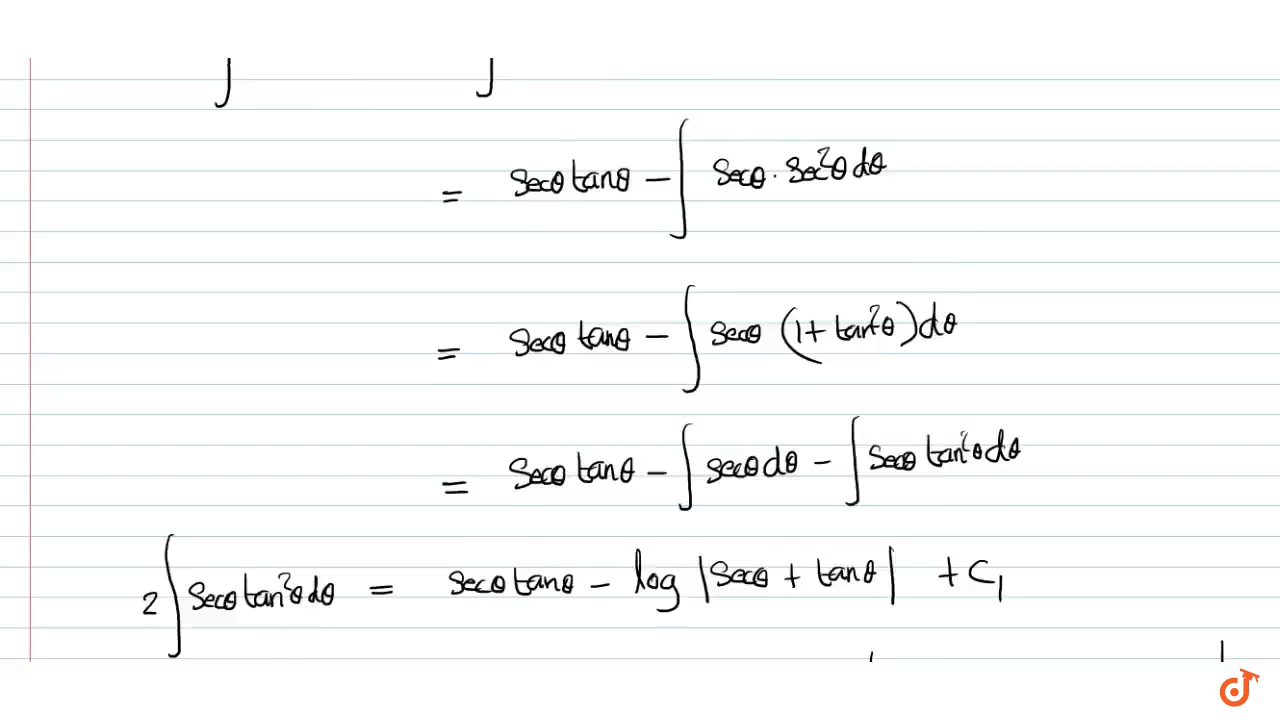 ∫ ∫
= secθ tanθ − ∫ secθ · sec²θ dθ
= secθ tanθ − ∫ secθ (1 + tan²θ) dθ
= secθ tanθ − ∫ secθ dθ − ∫ secθ tan²θ dθ
2 ∫ secθ tan²θ dθ = secθ tanθ − log |secθ + tanθ| + C₁